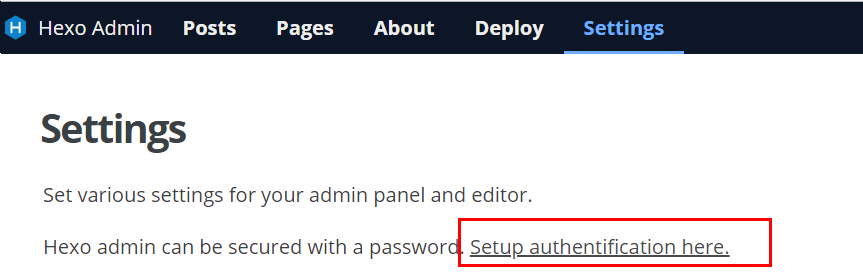 Hexo Admin Posts Pages About Deploy Settings
Settings
Set various settings for your admin panel and editor.
Hexo admin can be secured with a password. Setup authentification here.